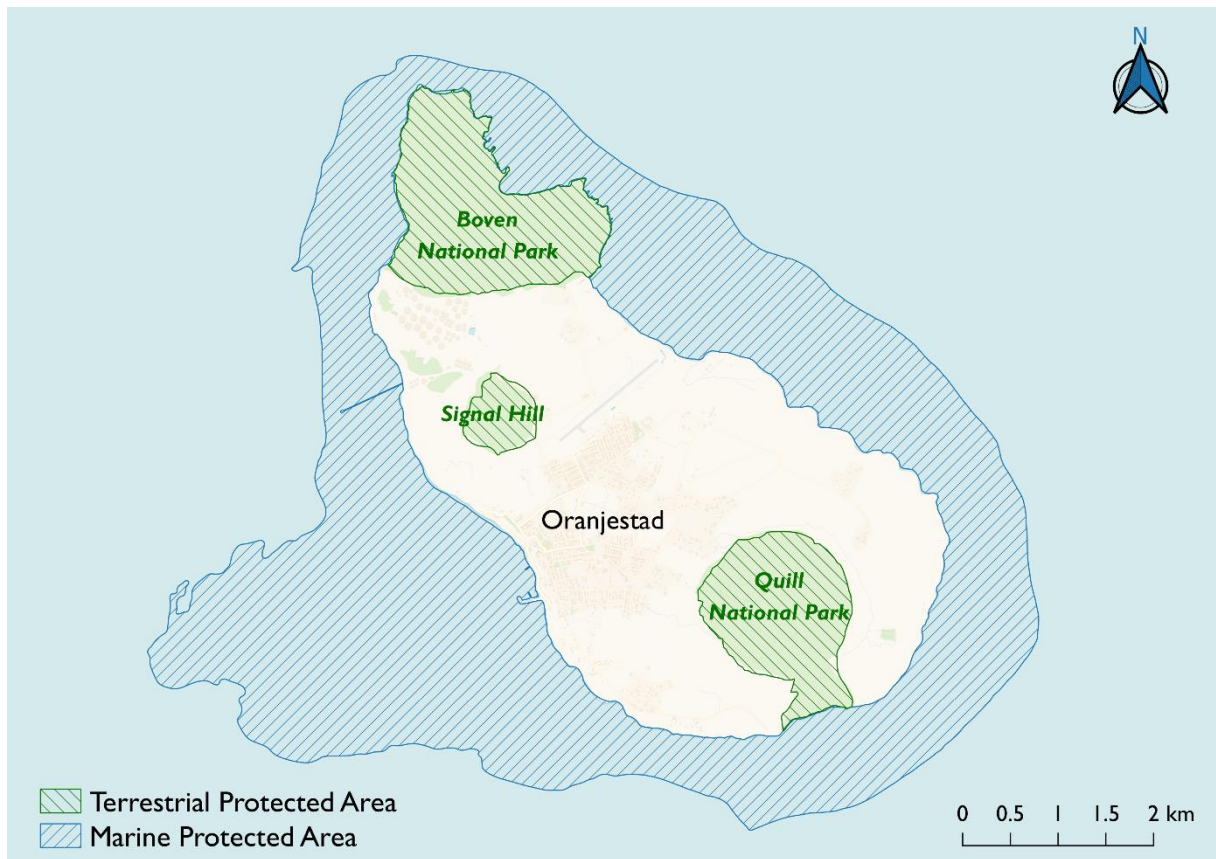 N
Boven
National Park
Signal Hill
Oranjestad
Quill
National Park
Terrestrial Protected Area
Marine Protected Area
0 0.5 1 1.5 2 km